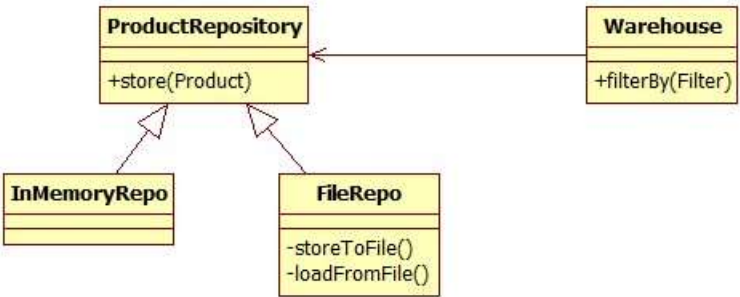 ProductRepository
+store(Product)
Warehouse
+filterBy(Filter)
InMemoryRepo
FileRepo
-storeToFile()
-loadFromFile()